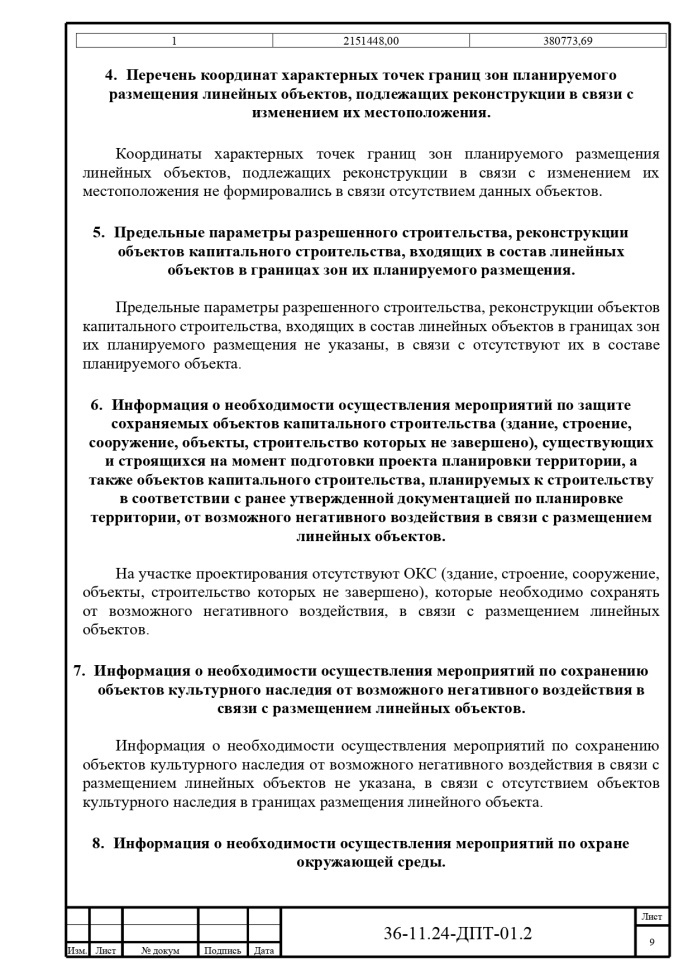 1 2151448,00 380773,69
4. Перечень координат характерных точек границ зон планируемого
размещения линейных объектов, подлежащих реконструкции в связи с
изменением их местоположения.
Координаты характерных точек границ зон планируемого размещения
линейных объектов, подлежащих реконструкции в связи с изменением их
местоположения не формировались в связи отсутствием данных объектов.
5. Предельные параметры разрешенного строительства, реконструкции
объектов капитального строительства, входящих в состав линейных
объектов в границах зон их планируемого размещения.
Предельные параметры разрешенного строительства, реконструкции объектов
капитального строительства, входящих в состав линейных объектов в границах зон
их планируемого размещения не указаны, в связи с отсутствуют их в составе
планируемого объекта.
6. Информация о необходимости осуществления мероприятий по защите
сохраняемых объектов капитального строительства (здание, строение,
сооружение, объекты, строительство которых не завершено), существующих
и строящихся на момент подготовки проекта планировки территории, а
также объектов капитального строительства, планируемых к строительству
в соответствии с ранее утвержденной документацией по планировке
территории, от возможного негативного воздействия в связи с размещением
линейных объектов.
На участке проектирования отсутствуют ОКС (здание, строение, сооружение,
объекты, строительство которых не завершено), которые необходимо сохранять
от возможного негативного воздействия, в связи с размещением линейных
объектов.
7. Информация о необходимости осуществления мероприятий по сохранению
объектов культурного наследия от возможного негативного воздействия в
связи с размещением линейных объектов.
Информация о необходимости осуществления мероприятий по сохранению
объектов культурного наследия от возможного негативного воздействия в связи с
размещением линейных объектов не указана, в связи с отсутствием объектов
культурного наследия в границах размещения линейного объекта.
8. Информация о необходимости осуществления мероприятий по охране
окружающей среды.
Лист
36-11.24-ДПТ-01.2
9
Изм. Лист № докум Подпись Дата